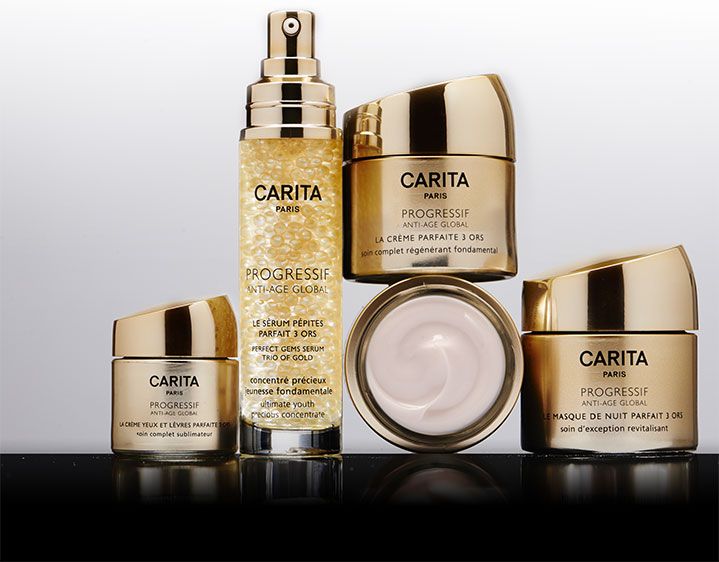 CARITA
PARIS
PROGRESSIF
ANTI-AGE GLOBAL
LA CRÈME YEUX ET LÈVRES PARFAITE 3 ORS
soin complet sublimateur
CARITA
PARIS
PROGRESSIF
ANTI-AGE GLOBAL
LE SÉRUM PÉPITES
PARFAIT 3 ORS
PERFECT GEMS SERUM
TRIO OF GOLD
concentré précieux
jeunesse fondamentale
ultimate youth
precious concentrate
CARITA
PARIS
PROGRESSIF
ANTI-AGE GLOBAL
LA CRÈME PARFAITE 3 ORS
soin complet régénérant fondamental
CARITA
PARIS
PROGRESSIF
ANTI-AGE GLOBAL
LE MASQUE DE NUIT PARFAIT 3 ORS
soin d'exception revitalisant